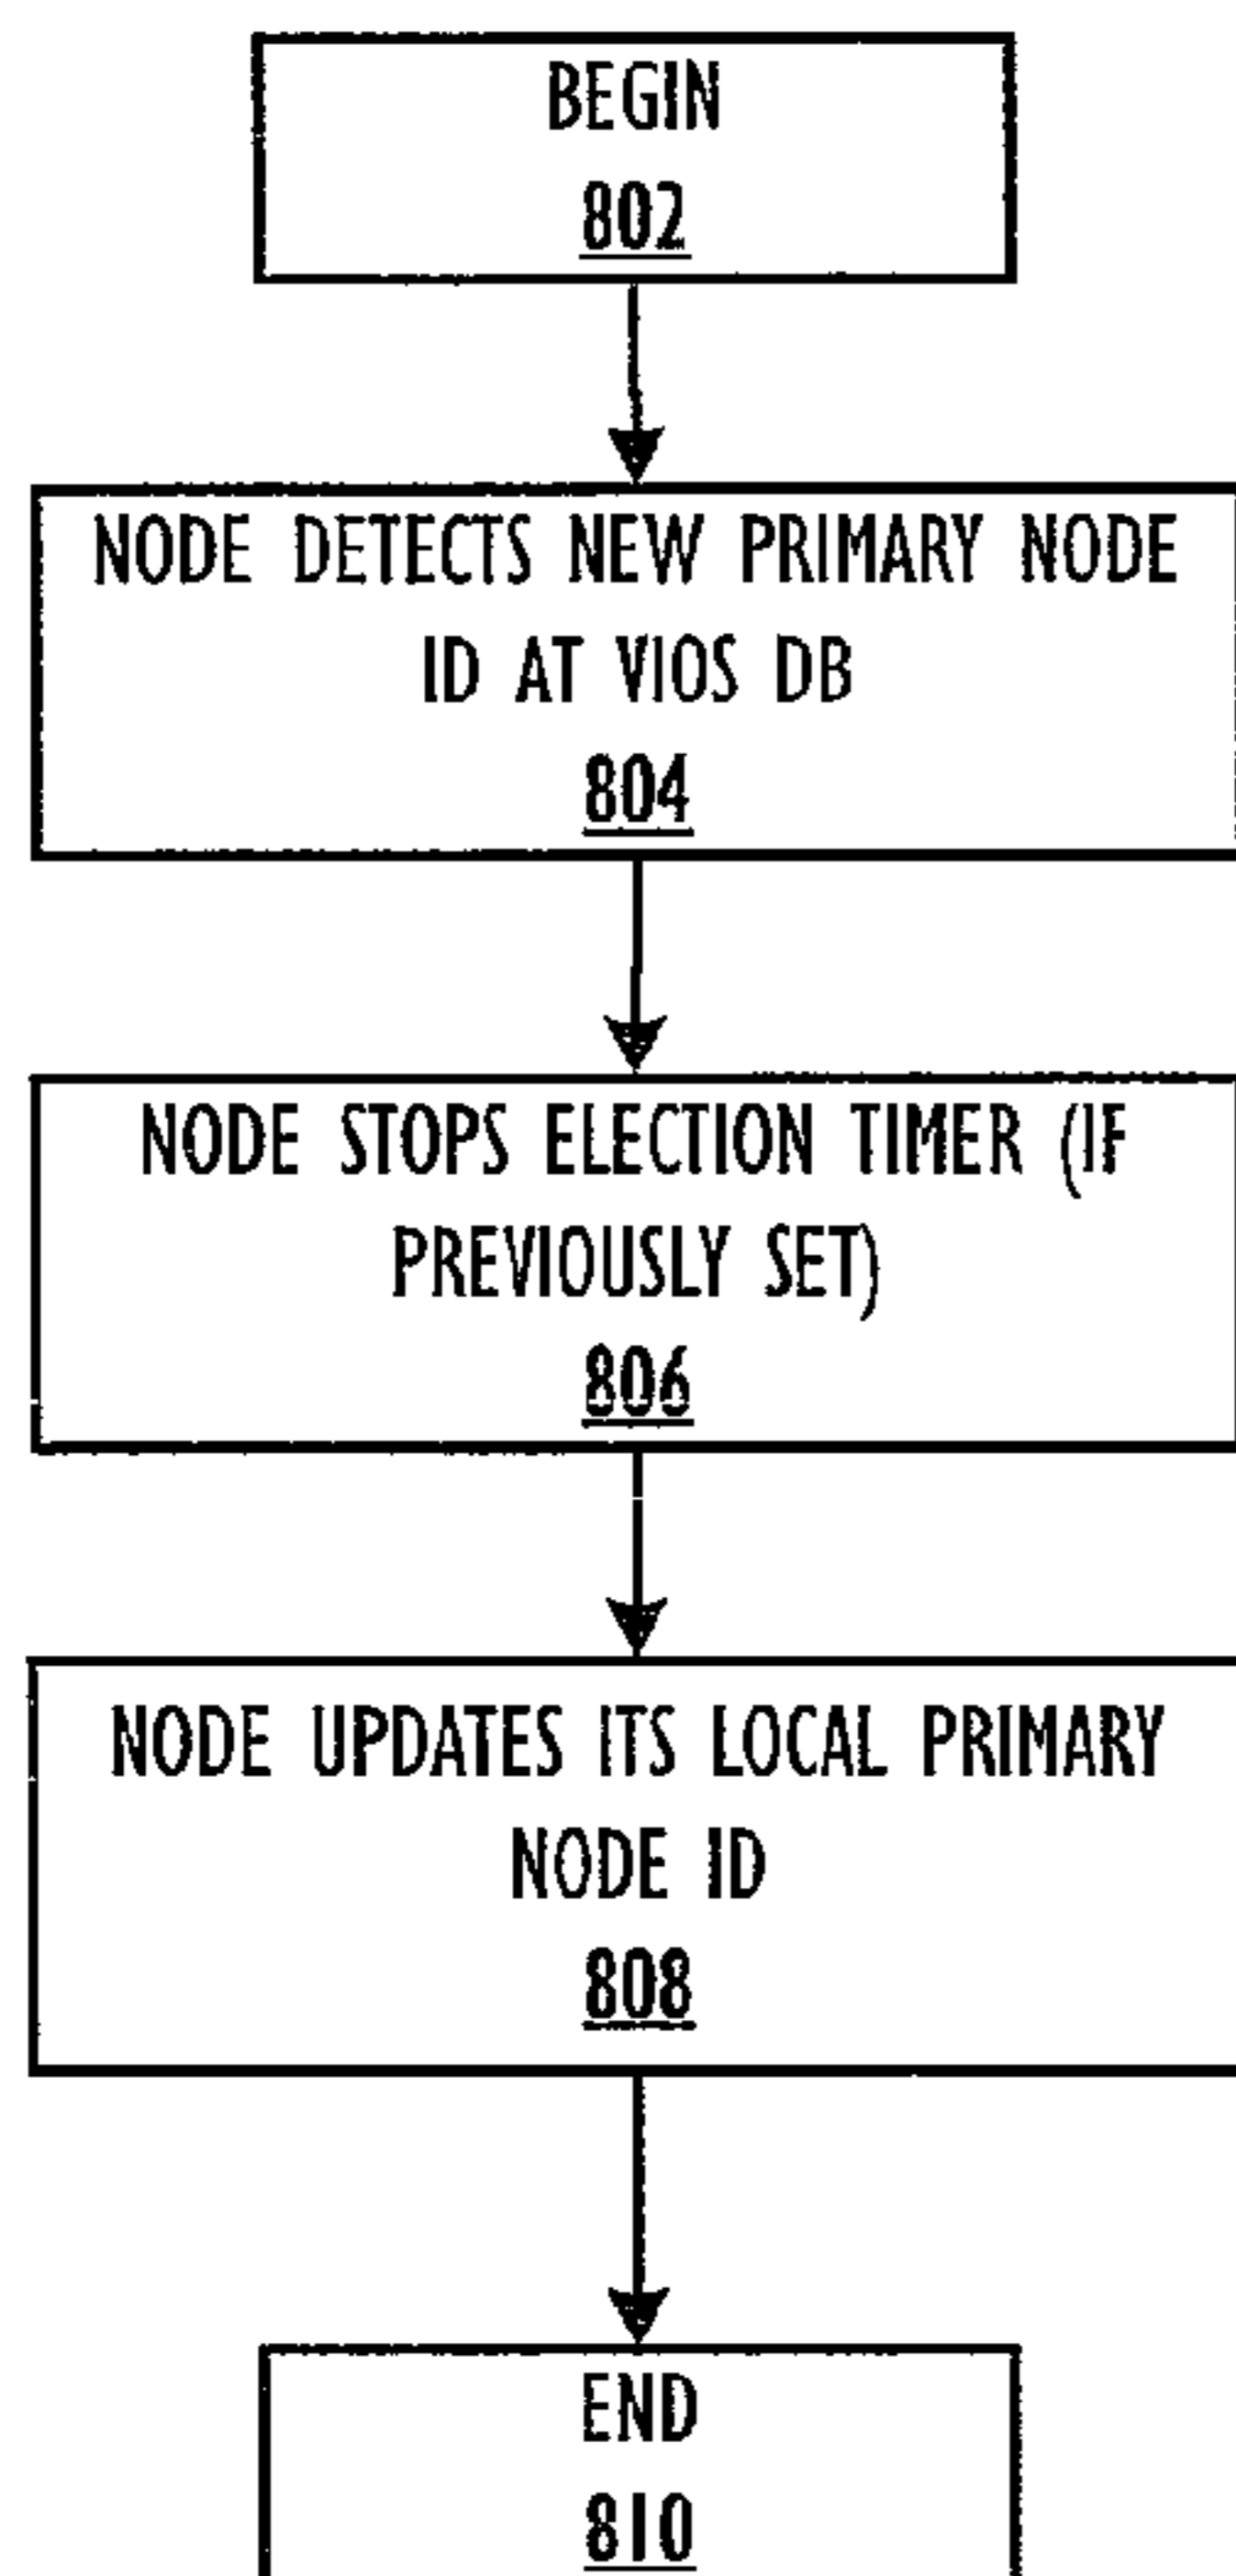 BEGIN
802
NODE DETECTS NEW PRIMARY NODE
ID AT VIOS DB
804
NODE STOPS ELECTION TIMER (IF
PREVIOUSLY SET)
806
NODE UPDATES ITS LOCAL PRIMARY
NODE ID
808
END
810